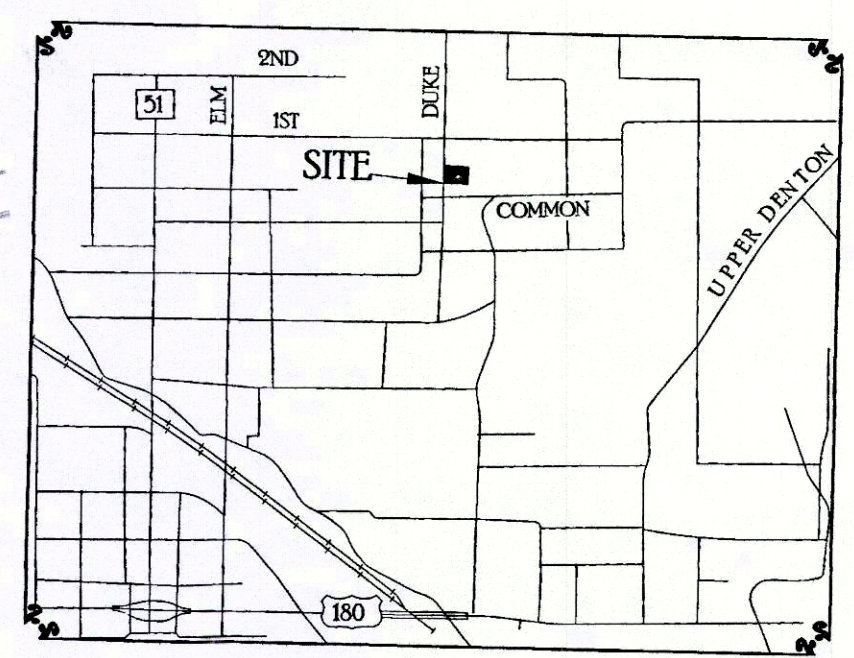 2ND
51
ELM
DUKE
1ST
SITE
COMMON
UPPER DENTON
180